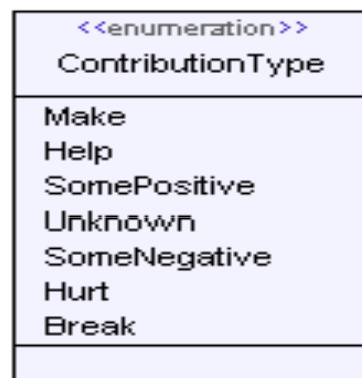 <<enumeration>>
ContributionType
Make
Help
SomePositive
Unknown
SomeNegative
Hurt
Break